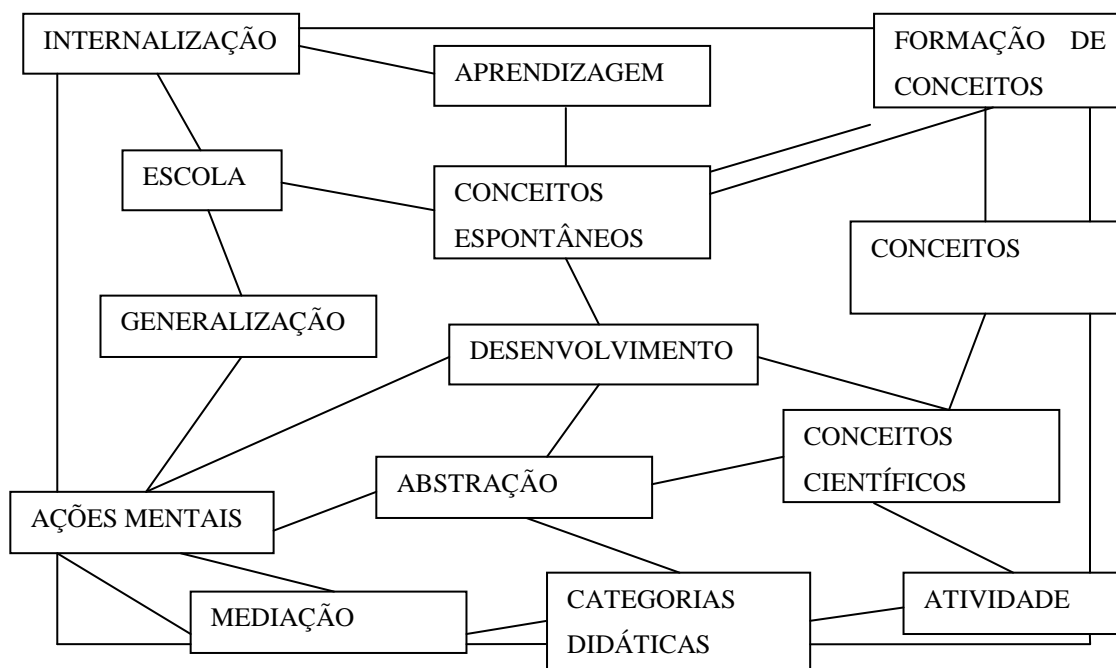 INTERNALIZAÇÃO
FORMAÇÃO DE
CONCEITOS
APRENDIZAGEM
ESCOLA
CONCEITOS
ESPONTÂNEOS
CONCEITOS
GENERALIZAÇÃO
DESENVOLVIMENTO
CONCEITOS
CIENTÍFICOS
ABSTRAÇÃO
AÇÕES MENTAIS
MEDIAÇÃO
CATEGORIAS
DIDÁTICAS
ATIVIDADE